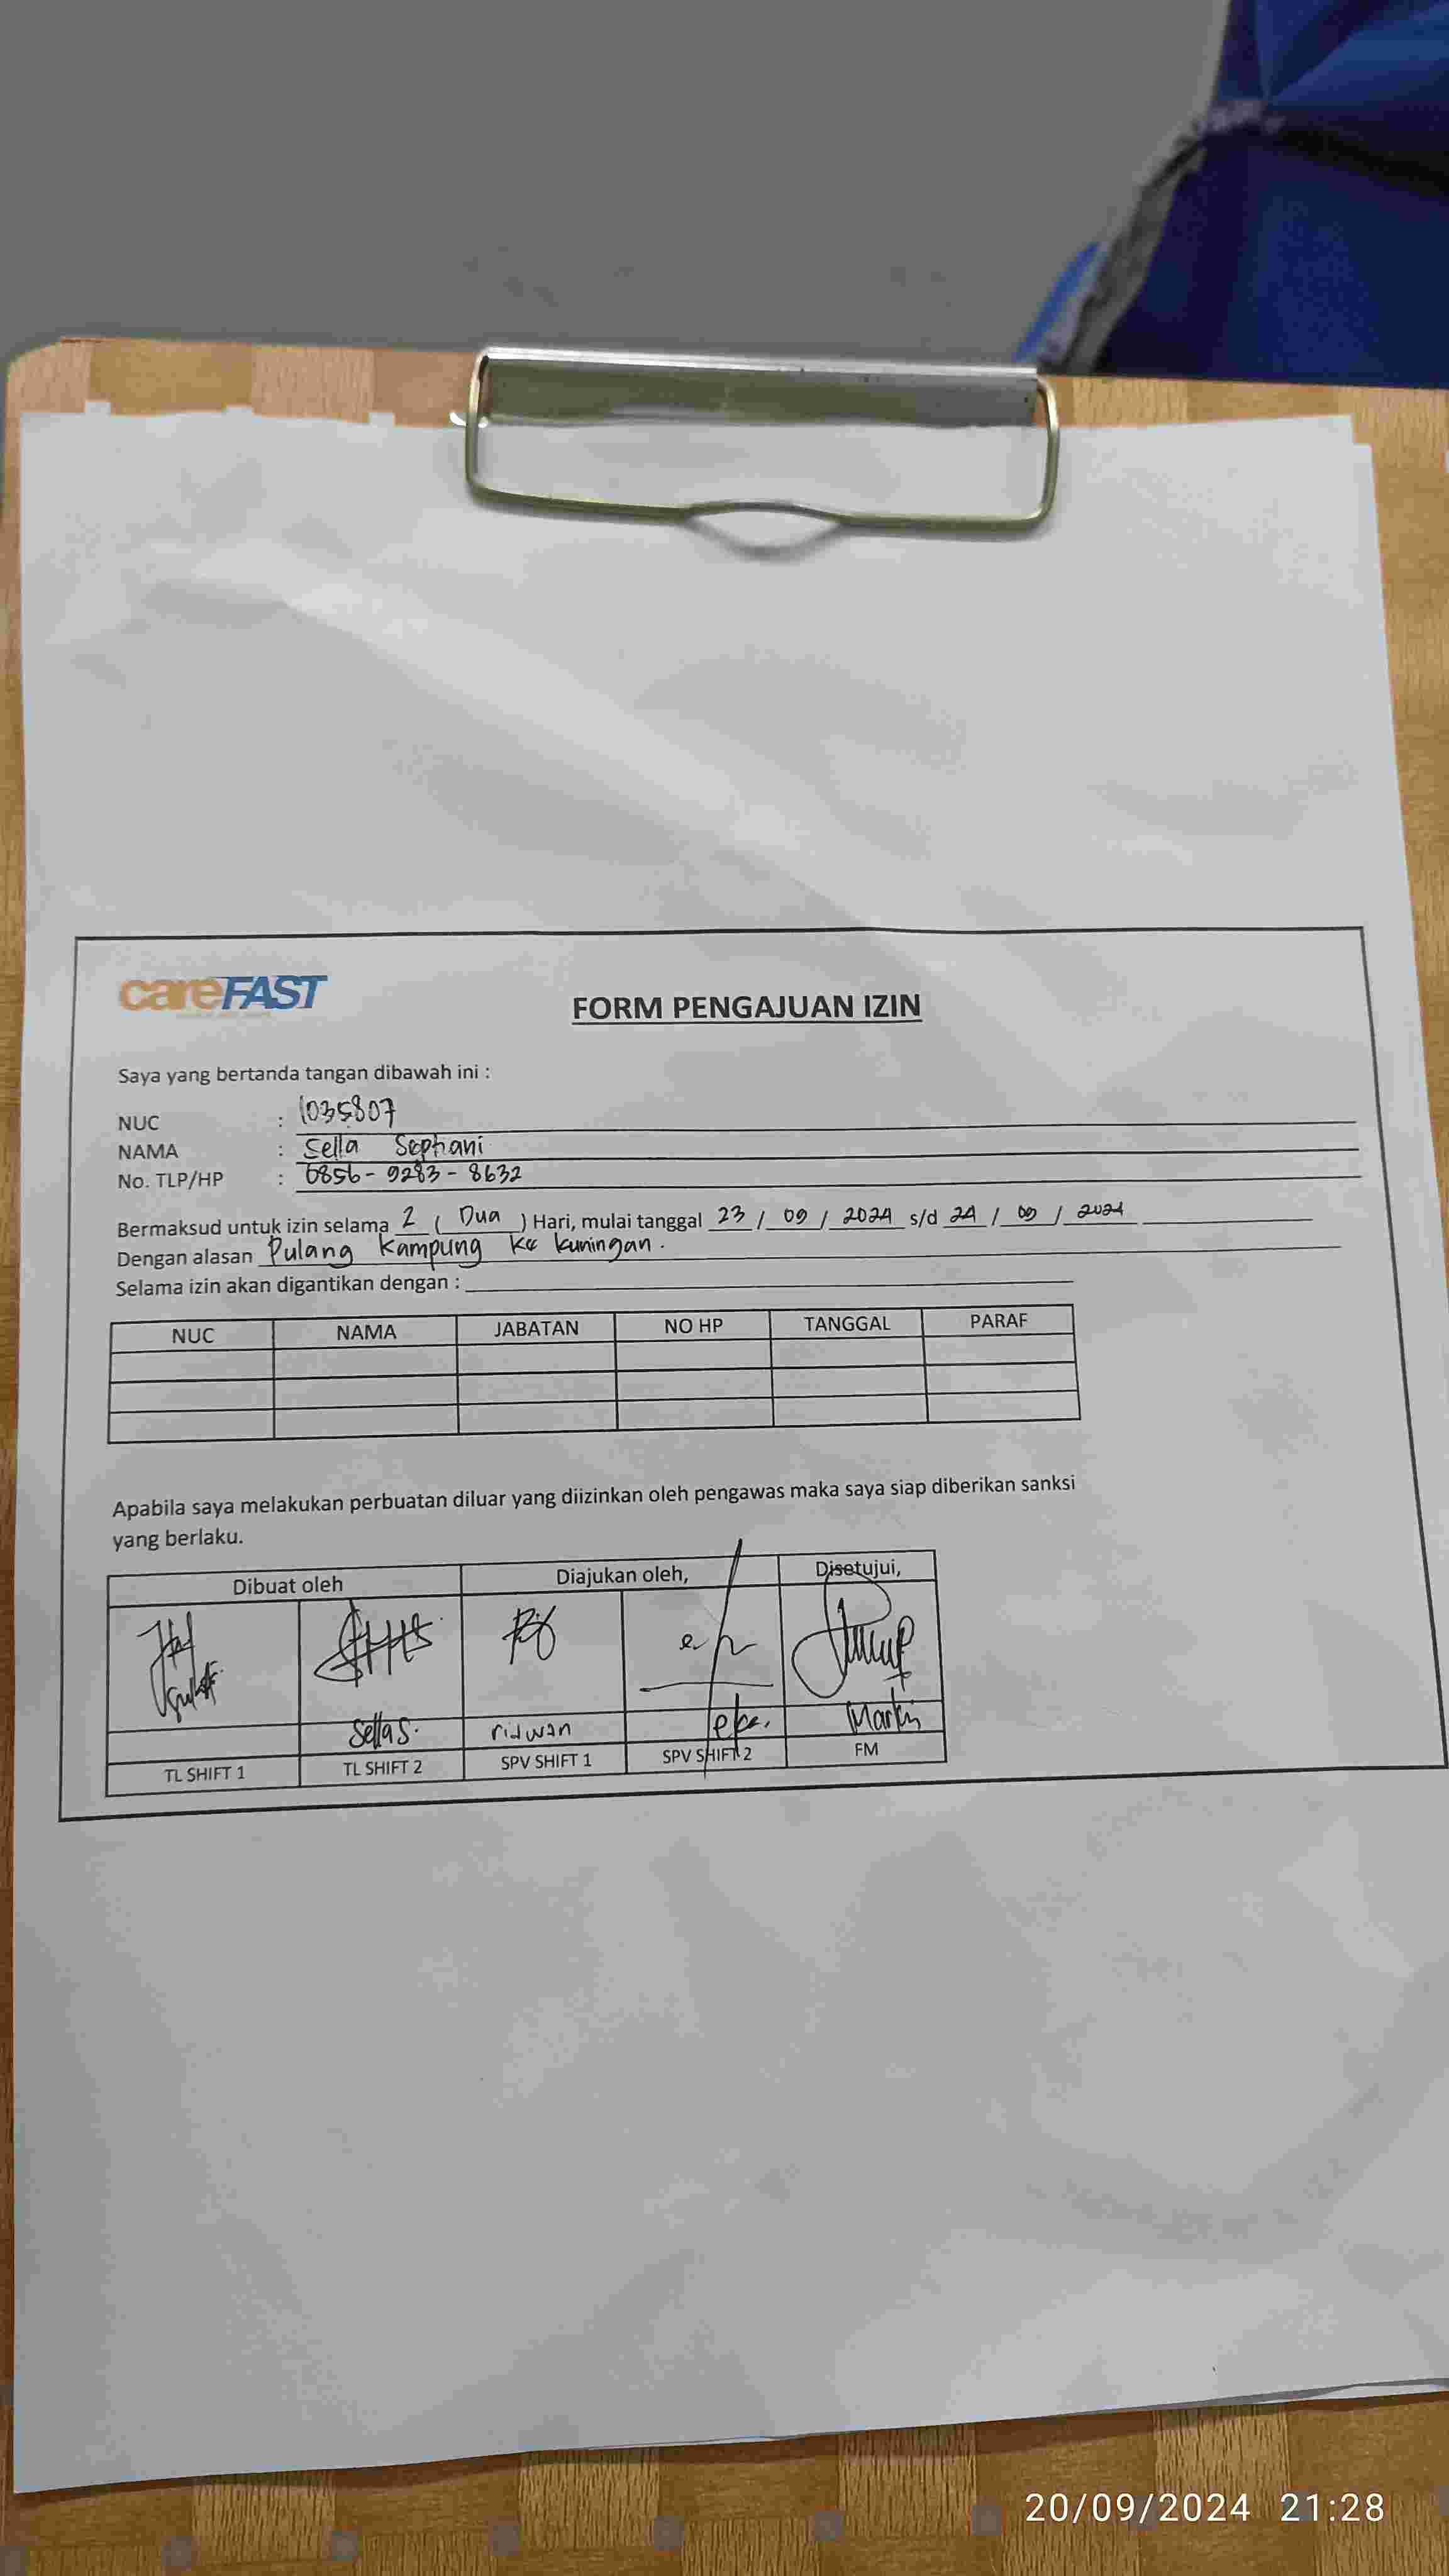 careFAST
FORM PENGAJUAN IZIN
Saya yang bertanda tangan dibawah ini :
NUC : 1035807
NAMA : Sella Sephani
No. TLP/HP : 0856 - 9283 - 8632
Bermaksud untuk izin selama 2 ( Dua ) Hari, mulai tanggal 23 / 09 / 2024 s/d 24 / 09 / 2024
Dengan alasan Pulang Kampung Ke Kuningan .
Selama izin akan digantikan dengan :
NUC NAMA JABATAN NO HP TANGGAL PARAF
Apabila saya melakukan perbuatan diluar yang diizinkan oleh pengawas maka saya siap diberikan sanksi
yang berlaku.
Dibuat oleh Diajukan oleh, Disetujui,
Sella S. ridwan eka. 
TL SHIFT 1 TL SHIFT 2 SPV SHIFT 1 SPV SHIFT 2 FM
20/09/2024 21:28